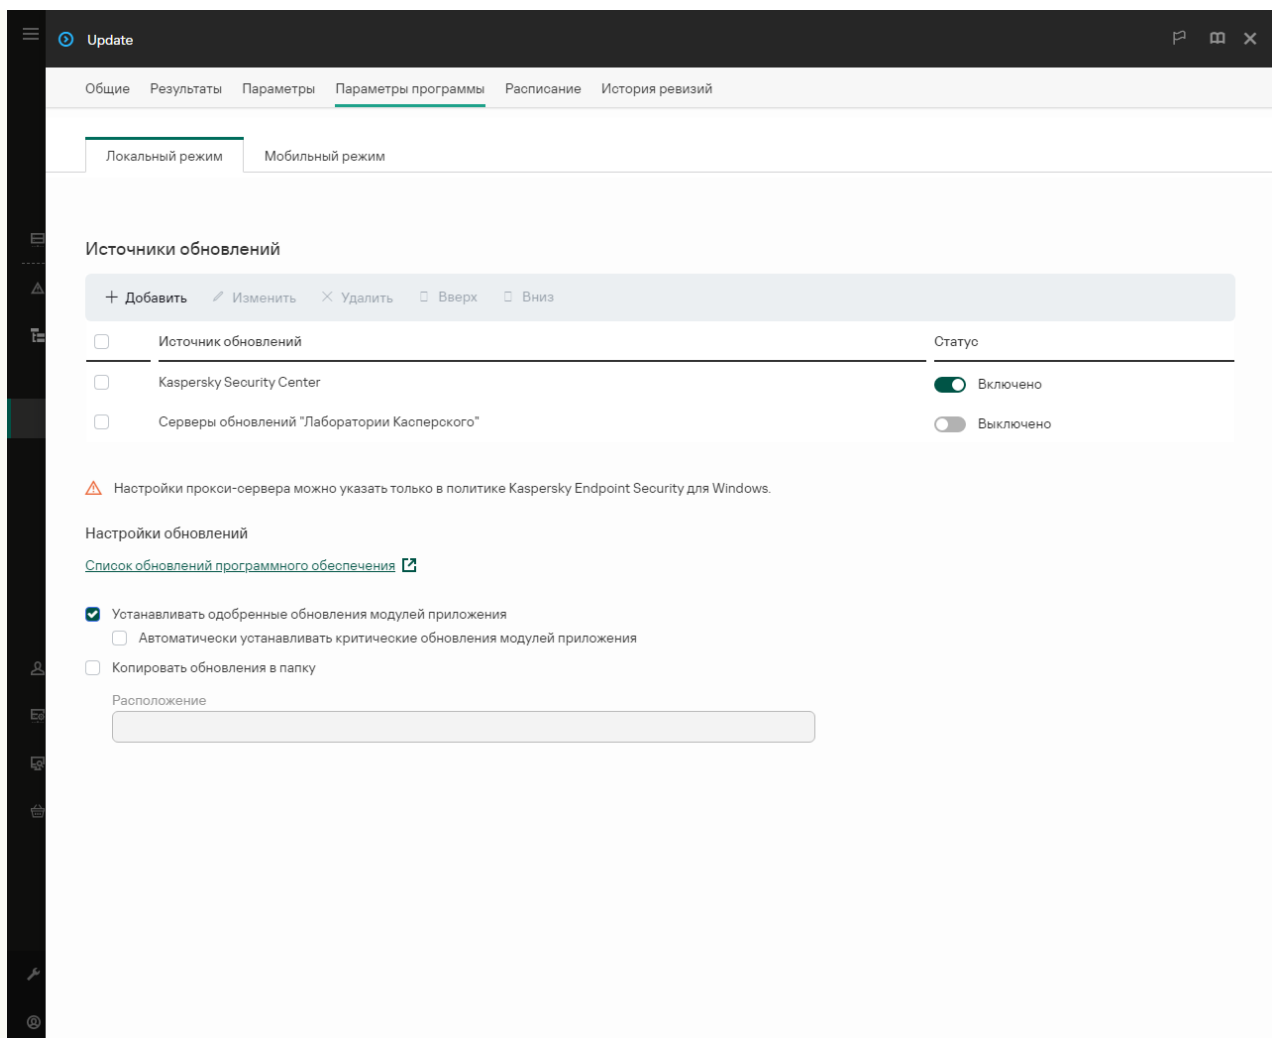 Update
Общие Результаты Параметры Параметры программы Расписание История ревизий
Локальный режим Мобильный режим
Источники обновлений
Добавить Изменить Удалить Вверх Вниз
Источник обновлений Статус
Kaspersky Security Center Включено
Серверы обновлений "Лаборатории Касперского" Выключено
Настройки прокси-сервера можно указать только в политике Kaspersky Endpoint Security для Windows.
Настройки обновлений
Список обновлений программного обеспечения
Устанавливать одобренные обновления модулей приложения
Автоматически устанавливать критические обновления модулей приложения
Копировать обновления в папку
Расположение